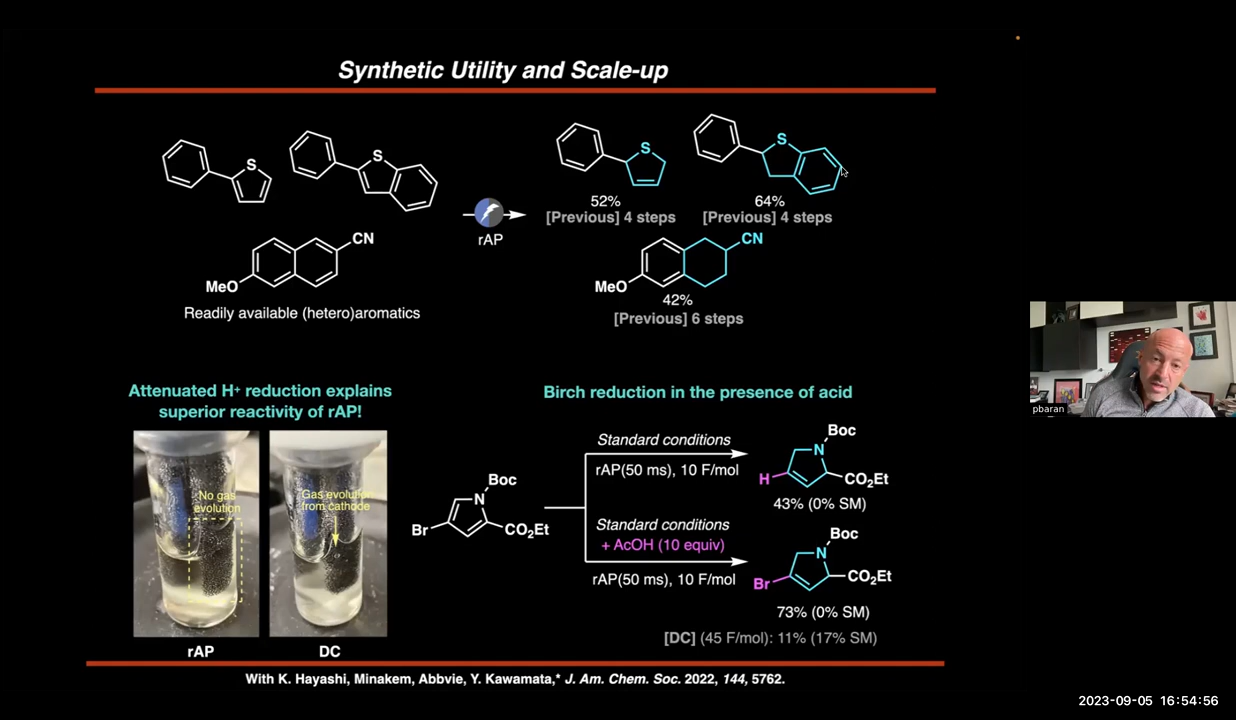 Synthetic Utility and Scale-up
S
S
S
S
52%
64%
[Previous] 4 steps
[Previous] 4 steps
rAP
CN
CN
MeO
MeO
42%
Readily available (hetero)aromatics
[Previous] 6 steps
Attenuated H+ reduction explains
superior reactivity of rAP!
Birch reduction in the presence of acid
No gas
evolution
Gas evolution
from cathode
rAP
DC
Boc
N
Br
CO2Et
Standard conditions
rAP(50 ms), 10 F/mol
Boc
N
H
CO2Et
43% (0% SM)
Standard conditions
+ AcOH (10 equiv)
rAP(50 ms), 10 F/mol
Boc
N
Br
CO2Et
73% (0% SM)
[DC] (45 F/mol): 11% (17% SM)
With K. Hayashi, Minakem, Abbvie, Y. Kawamata,* J. Am. Chem. Soc. 2022, 144, 5762.
pbaran
2023-09-05 16:54:56